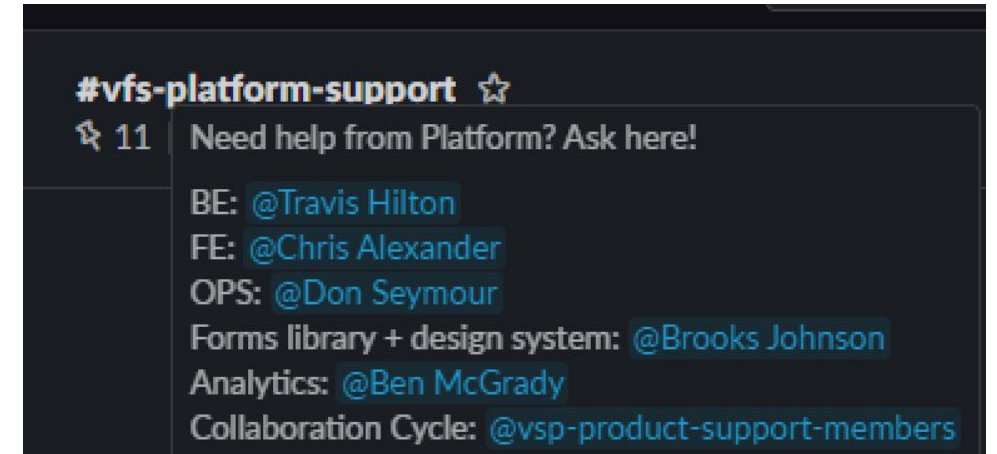 #vfs-platform-support
11
Need help from Platform? Ask here!
BE: @Travis Hilton
FE: @Chris Alexander
OPS: @Don Seymour
Forms library + design system: @Brooks Johnson
Analytics: @Ben McGrady
Collaboration Cycle: @vsp-product-support-members